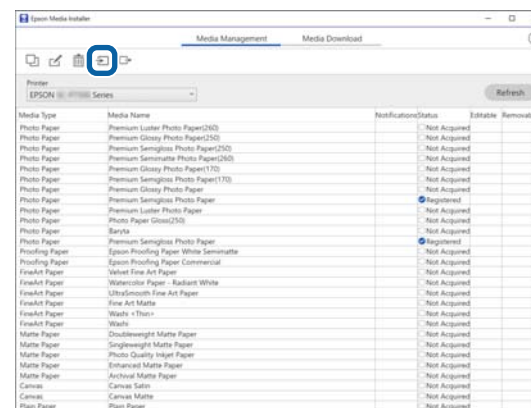 Epson Media Installer
Media Management Media Download
Printer
EPSON Series
Refresh
Media Type Media Name Notifications Status Editable Removal
Photo Paper Premium Luster Photo Paper(260) Not Acquired
Photo Paper Premium Glossy Photo Paper(250) Not Acquired
Photo Paper Premium Semigloss Photo Paper(250) Not Acquired
Photo Paper Premium Semimatte Photo Paper(260) Not Acquired
Photo Paper Premium Glossy Photo Paper(170) Not Acquired
Photo Paper Premium Semigloss Photo Paper(170) Not Acquired
Photo Paper Premium Glossy Photo Paper Not Acquired
Photo Paper Premium Semigloss Photo Paper Registered
Photo Paper Premium Luster Photo Paper Not Acquired
Photo Paper Photo Paper Gloss(250) Not Acquired
Photo Paper Baryta Not Acquired
Photo Paper Premium Semigloss Photo Paper Registered
Proofing Paper Epson Proofing Paper White Semimatte Not Acquired
Proofing Paper Epson Proofing Paper Commercial Not Acquired
FineArt Paper Velvet Fine Art Paper Not Acquired
FineArt Paper Watercolor Paper - Radiant White Not Acquired
FineArt Paper UltraSmooth Fine Art Paper Not Acquired
FineArt Paper Fine Art Matte Not Acquired
FineArt Paper Washi <Thin> Not Acquired
FineArt Paper Washi Not Acquired
Matte Paper Doubleweight Matte Paper Not Acquired
Matte Paper Singleweight Matte Paper Not Acquired
Matte Paper Photo Quality Inkjet Paper Not Acquired
Matte Paper Enhanced Matte Paper Not Acquired
Matte Paper Archival Matte Paper Not Acquired
Canvas Canvas Satin Not Acquired
Canvas Canvas Matte Not Acquired
Plain Paper Plain Paper Not Acquired